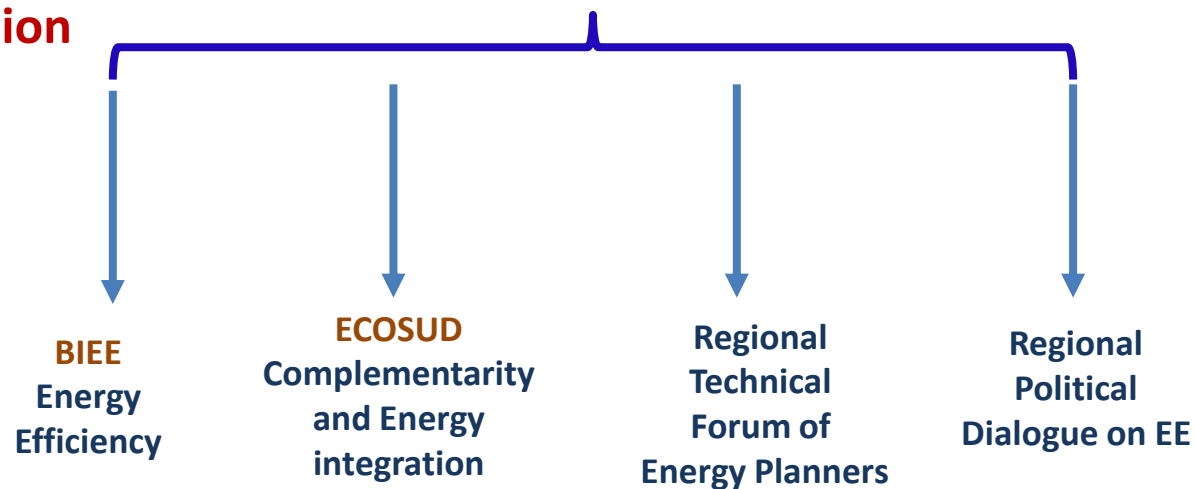 ion
BIEE
Energy
Efficiency
ECOSUD
Complementarity
and Energy
integration
Regional
Technical
Forum of
Energy Planners
Regional
Political
Dialogue on EE